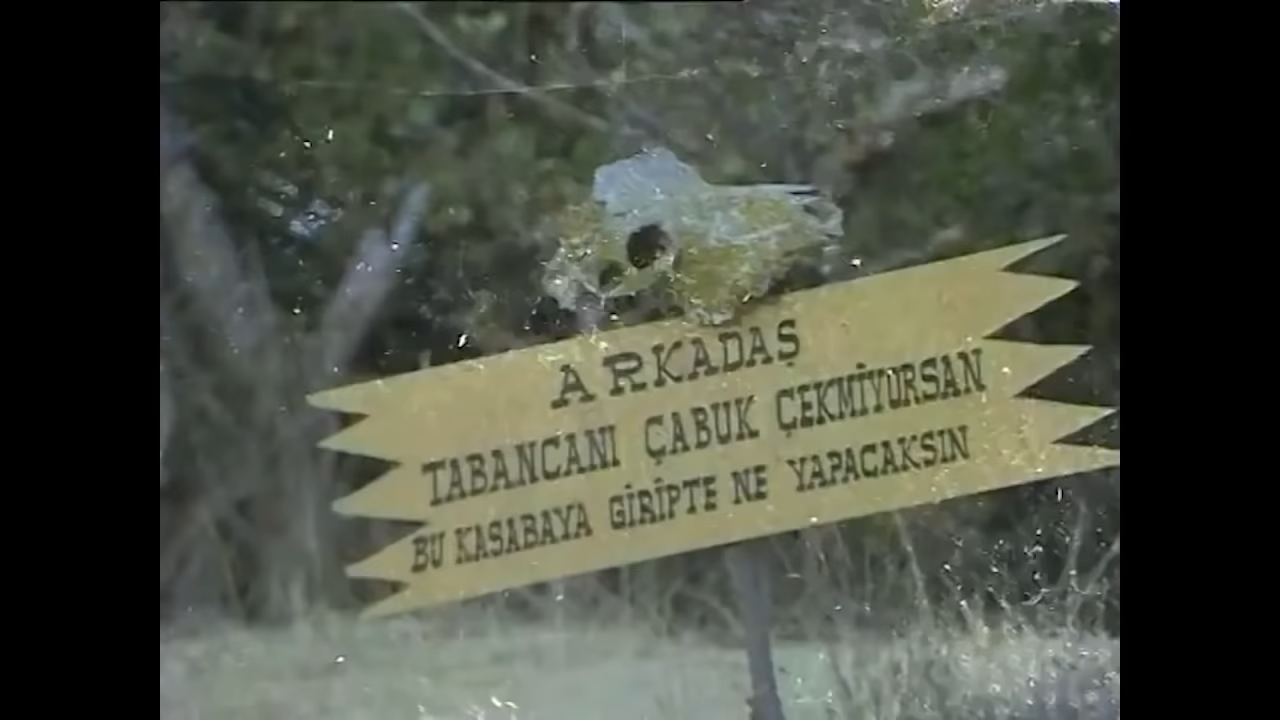 ARKADAŞ
TABANCANI ÇABUK ÇEKMİYORSAN
BU KASABAYA GİRİPTE NE YAPACAKSIN